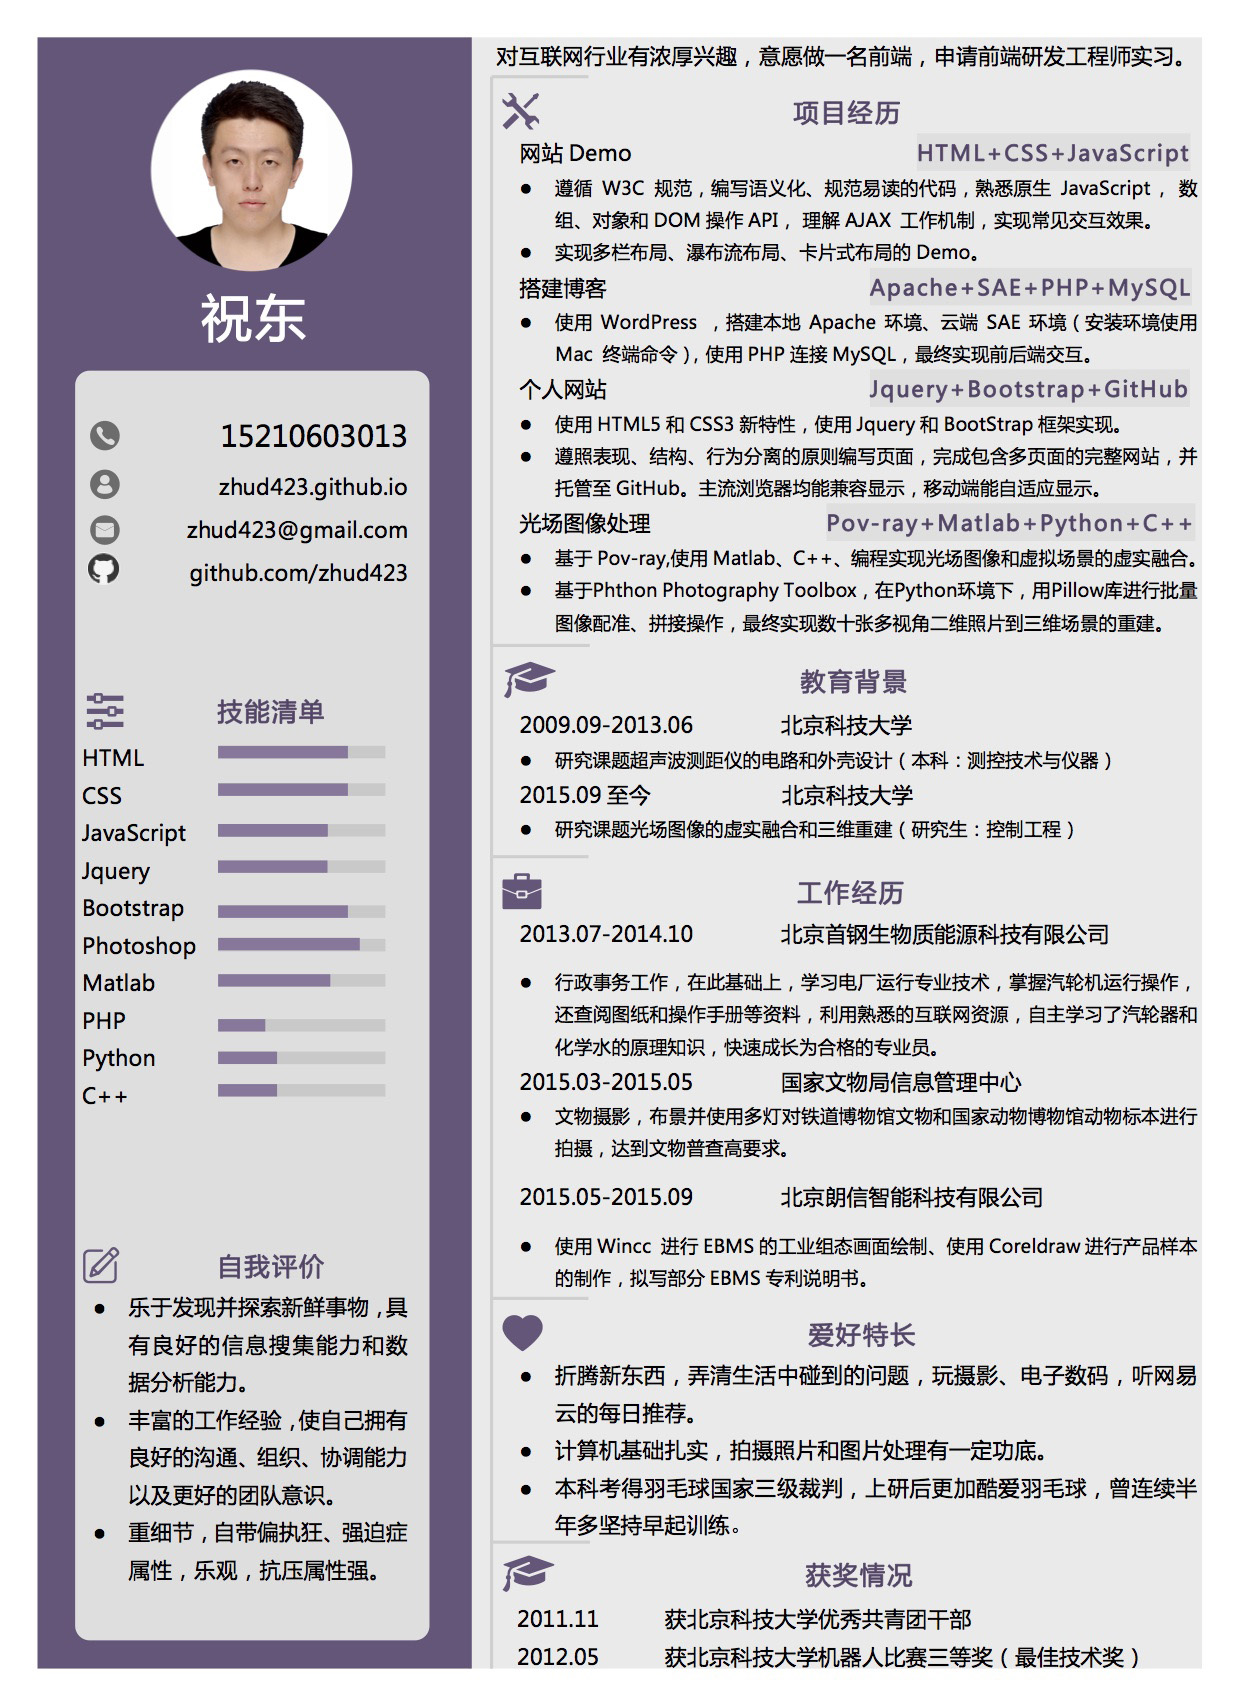 祝东
15210603013
zhud423.github.io
zhud423@gmail.com
github.com/zhud423
技能清单
HTML
CSS
JavaScript
Jquery
Bootstrap
Photoshop
Matlab
PHP
Python
C++
自我评价
● 乐于发现并探索新鲜事物，具
有良好的信息搜集能力和数
据分析能力。
● 丰富的工作经验，使自己拥有
良好的沟通、组织、协调能力
以及更好的团队意识。
● 重细节，自带偏执狂、强迫症
属性，乐观，抗压属性强。
对互联网行业有浓厚兴趣，意愿做一名前端，申请前端研发工程师实习。
项目经历
网站 Demo HTML+CSS+JavaScript
● 遵循 W3C 规范，编写语义化、规范易读的代码，熟悉原生 JavaScript ， 数
组、对象和 DOM 操作 API， 理解 AJAX 工作机制，实现常见交互效果。
● 实现多栏布局、瀑布流布局、卡片式布局的 Demo。
搭建博客 Apache+SAE+PHP+MySQL
● 使用 WordPress ，搭建本地 Apache 环境、云端 SAE 环境（安装环境使用
Mac 终端命令），使用 PHP 连接 MySQL，最终实现前后端交互。
个人网站 Jquery+Bootstrap+GitHub
● 使用 HTML5 和 CSS3 新特性，使用 Jquery 和 BootStrap 框架实现。
● 遵照表现、结构、行为分离的原则编写页面，完成包含多页面的完整网站，并
托管至 GitHub。主流浏览器均能兼容显示，移动端能自适应显示。
光场图像处理 Pov-ray+Matlab+Python+C++
● 基于 Pov-ray,使用 Matlab、C++、编程实现光场图像和虚拟场景的虚实融合。
● 基于Phthon Photography Toolbox，在Python环境下，用Pillow库进行批量
图像配准、拼接操作，最终实现数十张多视角二维照片到三维场景的重建。
教育背景
2009.09-2013.06 北京科技大学
● 研究课题超声波测距仪的电路和外壳设计（本科：测控技术与仪器）
2015.09 至今 北京科技大学
● 研究课题光场图像的虚实融合和三维重建（研究生：控制工程）
工作经历
2013.07-2014.10 北京首钢生物质能源科技有限公司
● 行政事务工作，在此基础上，学习电厂运行专业技术，掌握汽轮机运行操作，
还查阅图纸和操作手册等资料，利用熟悉的互联网资源，自主学习了汽轮器和
化学水的原理知识，快速成长为合格的专业员。
2015.03-2015.05 国家文物局信息管理中心
● 文物摄影，布景并使用多灯对铁道博物馆文物和国家动物博物馆动物标本进行
拍摄，达到文物普查高要求。
2015.05-2015.09 北京朗信智能科技有限公司
● 使用 Wincc 进行 EBMS 的工业组态画面绘制、使用 Coreldraw 进行产品样本
的制作，拟写部分 EBMS 专利说明书。
爱好特长
● 折腾新东西，弄清生活中碰到的问题，玩摄影、电子数码，听网易
云的每日推荐。
● 计算机基础扎实，拍摄照片和图片处理有一定功底。
● 本科考得羽毛球国家三级裁判，上研后更加酷爱羽毛球，曾连续半
年多坚持早起训练。
获奖情况
2011.11 获北京科技大学优秀共青团干部
2012.05 获北京科技大学机器人比赛三等奖（最佳技术奖）